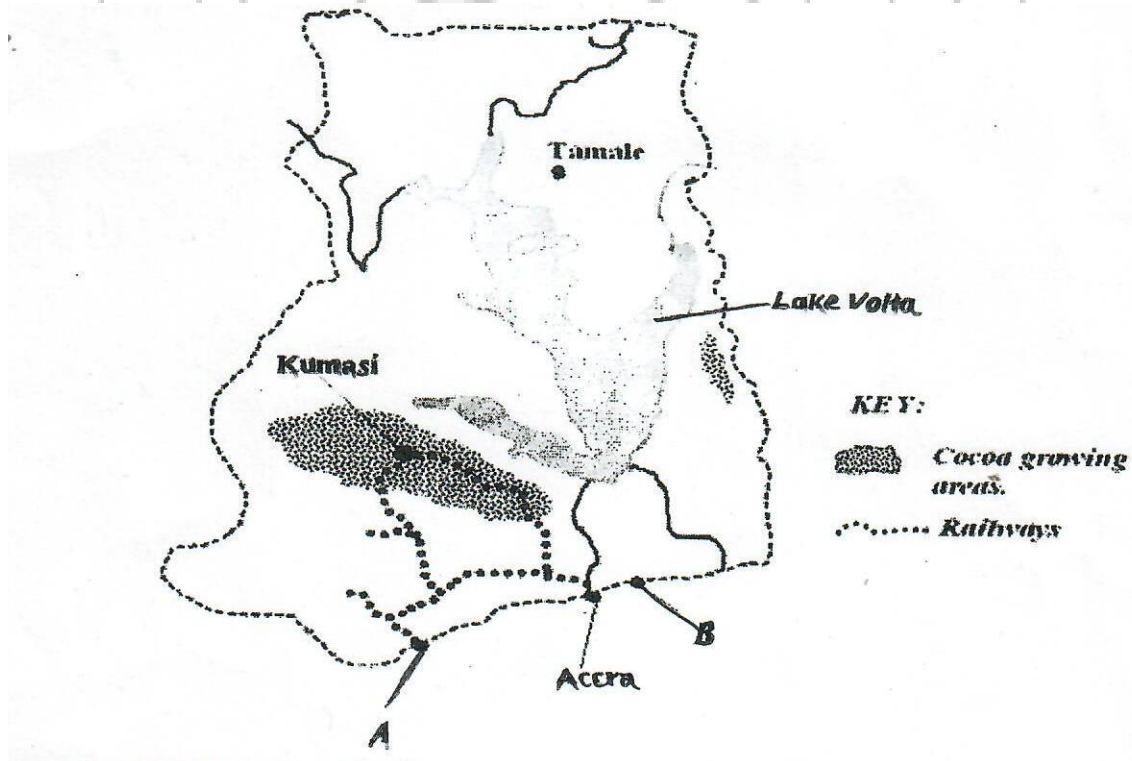 Tamale
Lake Volta
Kumasi
KEY:
Cocoa growing
areas.
Railways
B
Accra
A